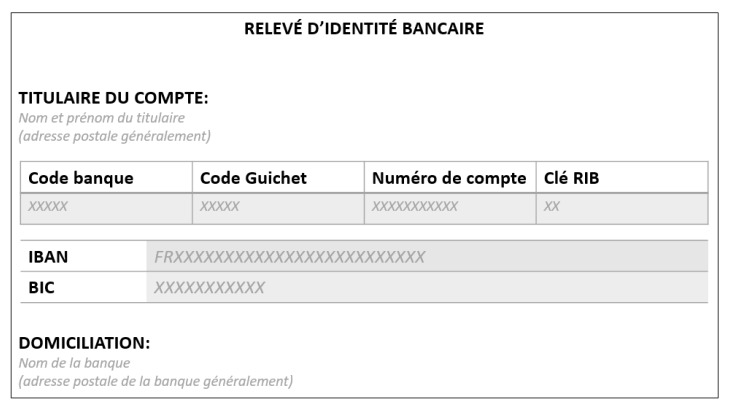 RELEVÉ D’IDENTITÉ BANCAIRE
TITULAIRE DU COMPTE:
Nom et prénom du titulaire
(adresse postale généralement)
Code banque Code Guichet Numéro de compte Clé RIB
XXXXX XXXXX XXXXXXXXXXX XX
IBAN FRXXXXXXXXXXXXXXXXXXXXXXXXX
BIC XXXXXXXXXXX
DOMICILIATION:
Nom de la banque
(adresse postale de la banque généralement)